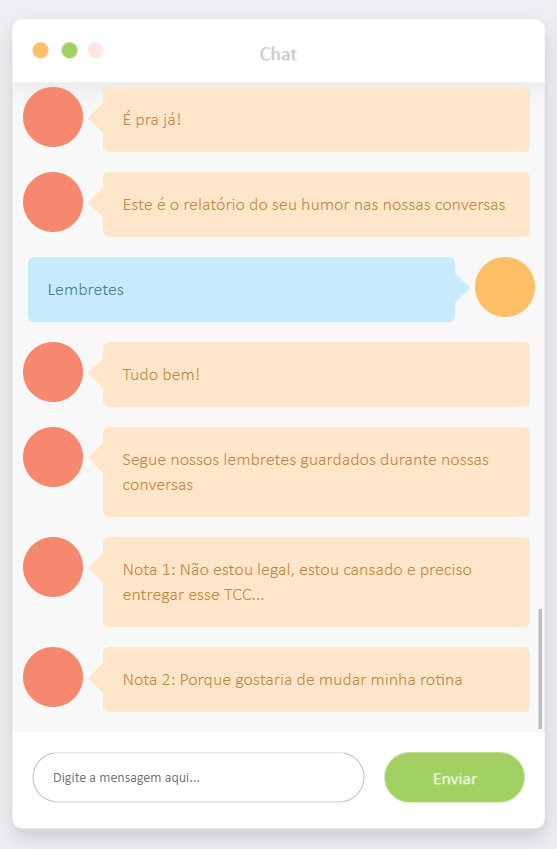 Chat
É pra já!
Este é o relatório do seu humor nas nossas conversas
Lembretes
Tudo bem!
Segue nossos lembretes guardados durante nossas
conversas
Nota 1: Não estou legal, estou cansado e preciso
entregar esse TCC...
Nota 2: Porque gostaria de mudar minha rotina
Digite a mensagem aqui...
Enviar